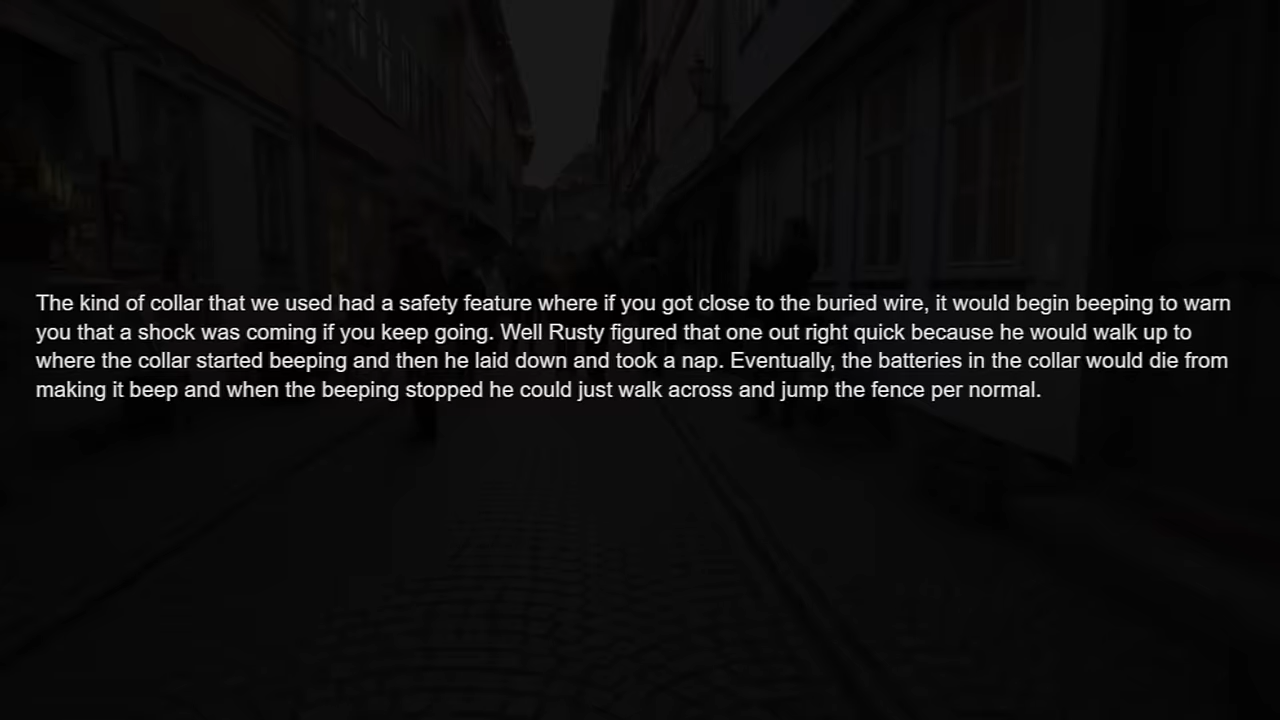 The kind of collar that we used had a safety feature where if you got close to the buried wire, it would begin beeping to warn
you that a shock was coming if you keep going. Well Rusty figured that one out right quick because he would walk up to
where the collar started beeping and then he laid down and took a nap. Eventually, the batteries in the collar would die from
making it beep and when the beeping stopped he could just walk across and jump the fence per normal.